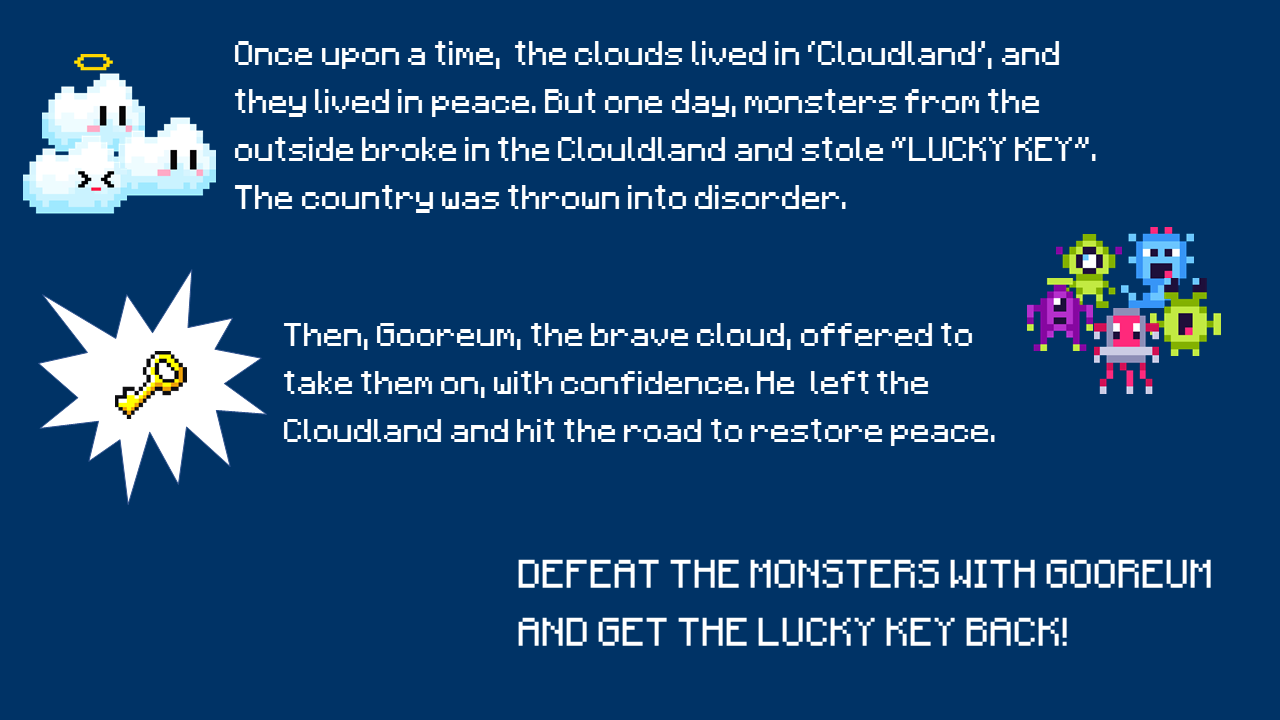 Once upon a time,  the clouds lived in ‘Cloudland’, and
they lived in peace. But one day, monsters from the
outside broke in the Clouldland and stole “LUCKY KEY”.
The country was thrown into disorder.
Then, Gooreum, the brave cloud, offered to
take them on, with confidence. He  left the
Cloudland and hit the road to restore peace.
DEFEAT THE MONSTERS WITH GOOREUM
AND GET THE LUCKY KEY BACK!